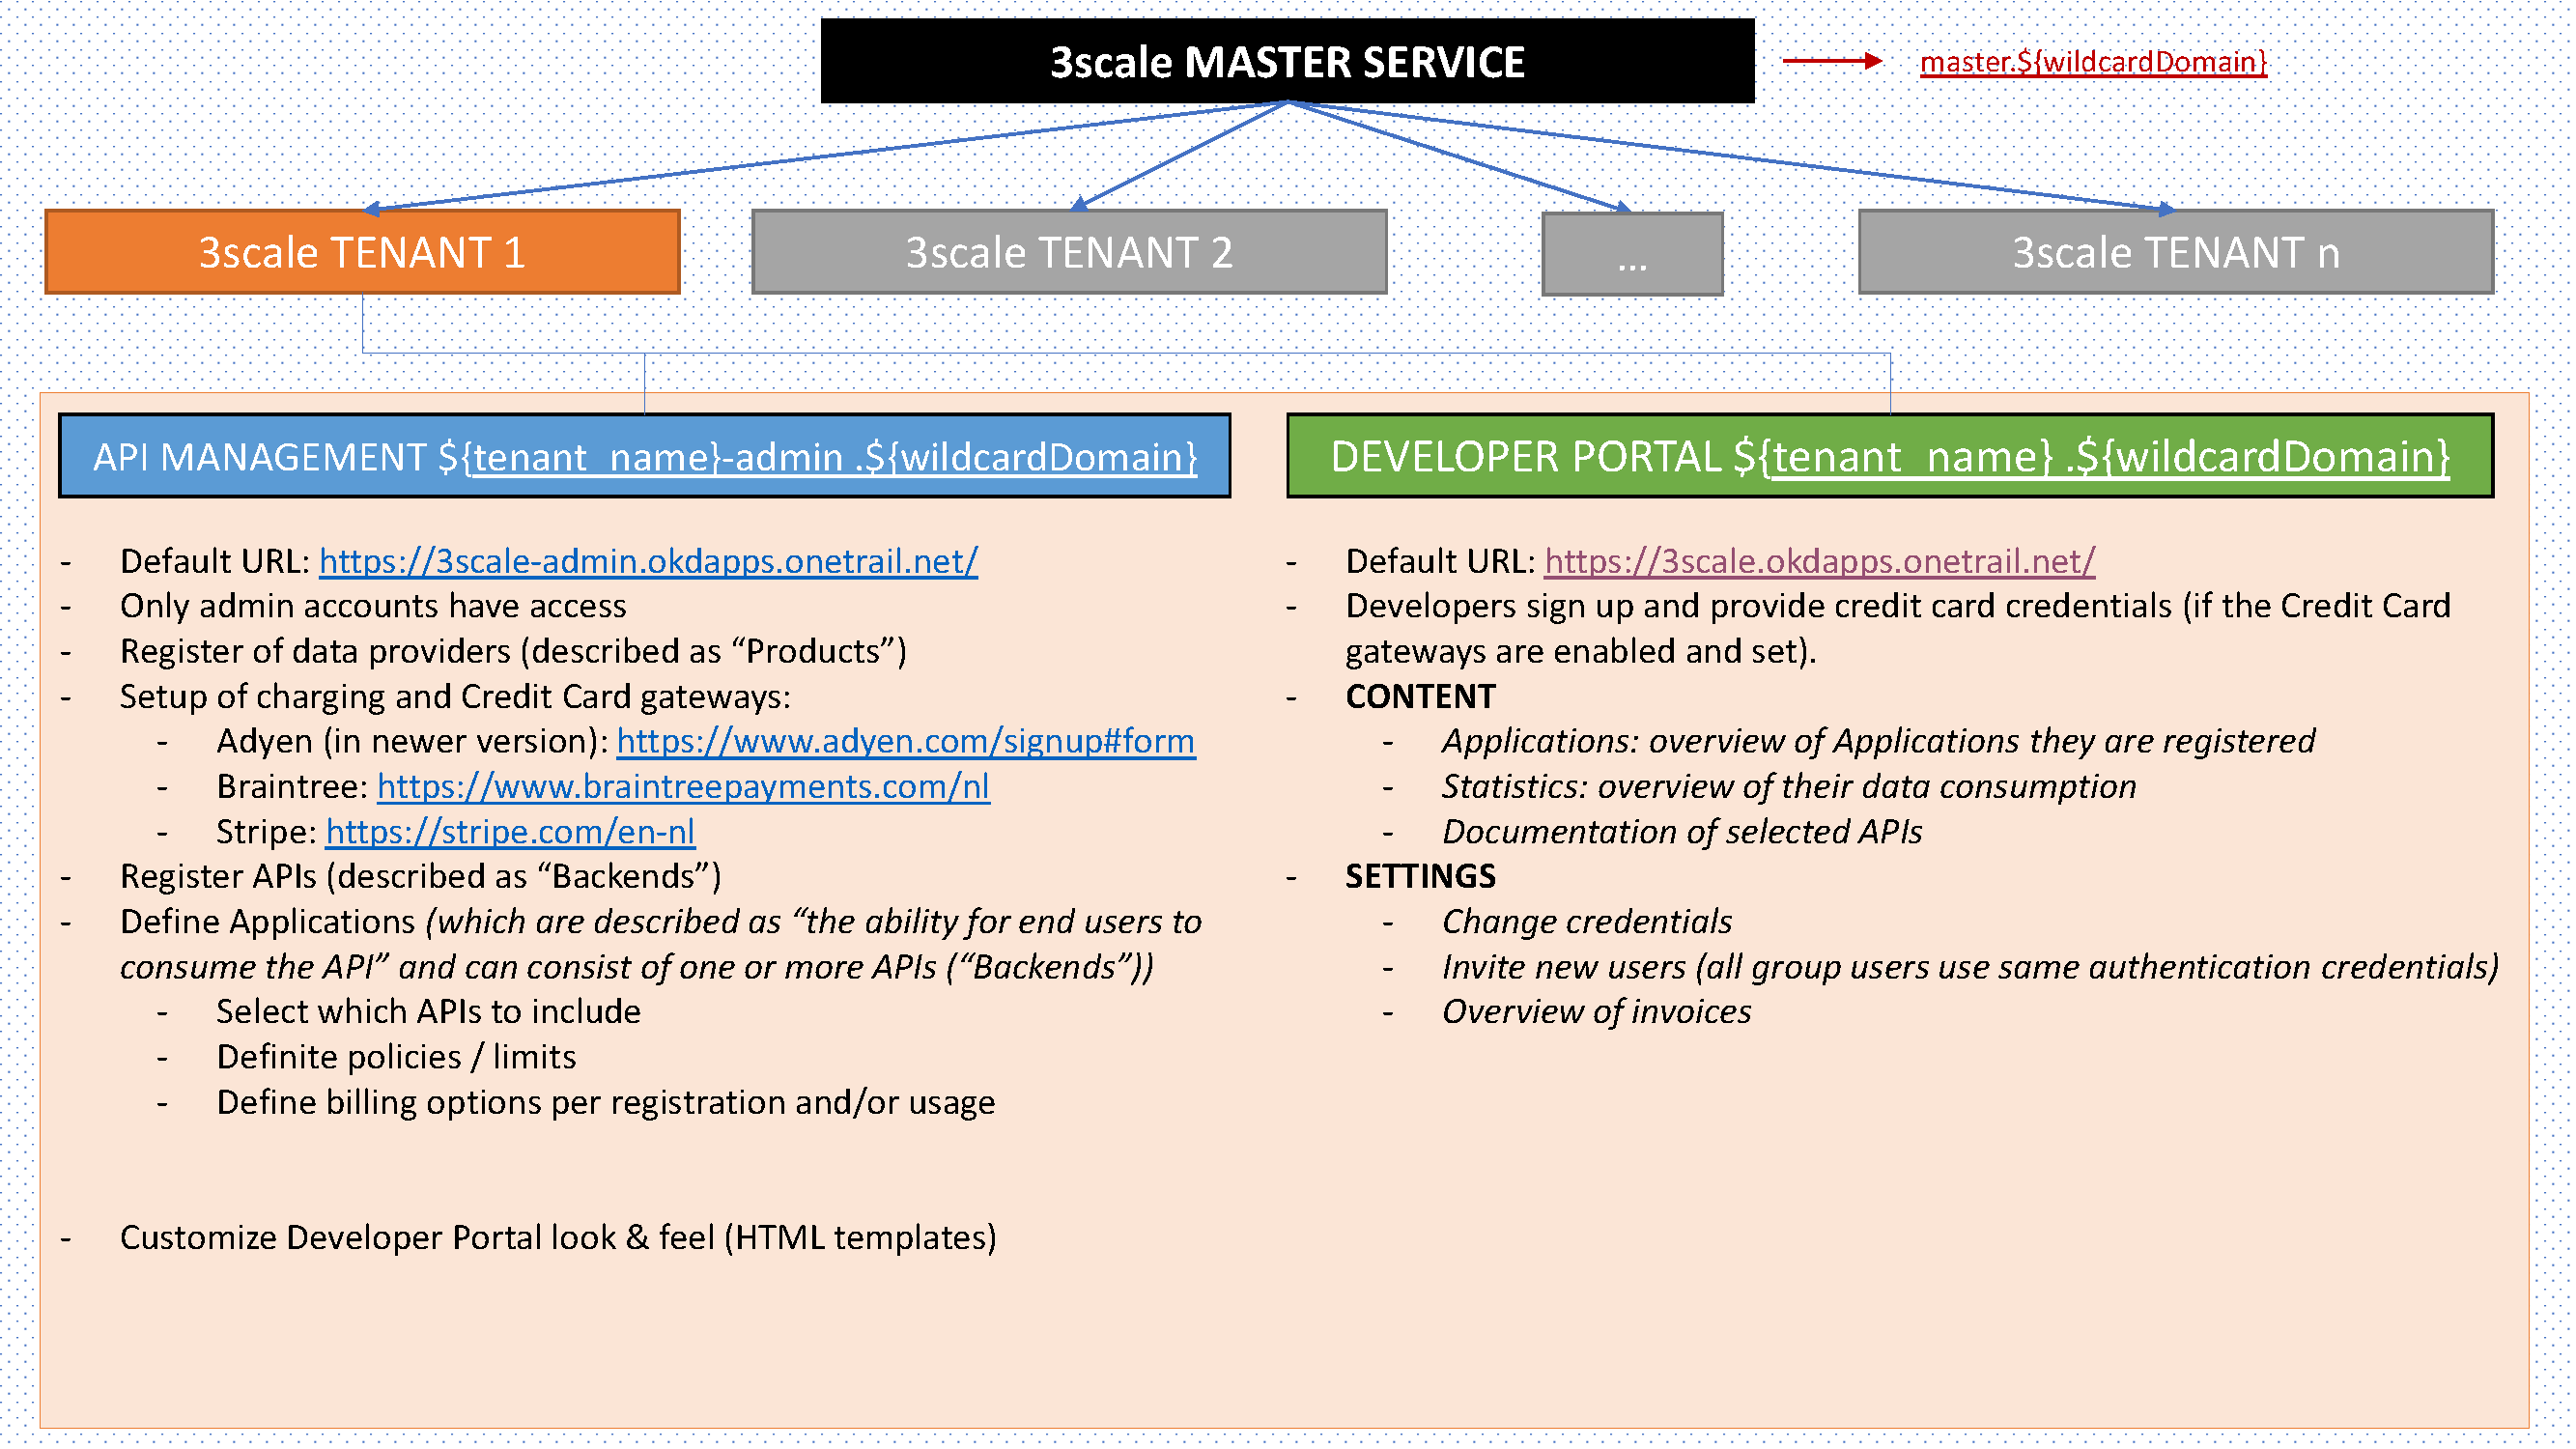 3scale MASTER SERVICE
master.${wildcardDomain}
3scale TENANT 1
3scale TENANT 2
...
3scale TENANT n
API MANAGEMENT ${tenant_name}-admin .${wildcardDomain}
- Default URL: https://3scale-admin.okdapps.onetrail.net/
- Only admin accounts have access
- Register of data providers (described as “Products”)
- Setup of charging and Credit Card gateways:
- Adyen (in newer version): https://www.adyen.com/signup#form
- Braintree: https://www.braintreepayments.com/nl
- Stripe: https://stripe.com/en-nl
- Register APIs (described as “Backends”)
- Define Applications (which are described as “the ability for end users to
consume the API” and can consist of one or more APIs (“Backends”))
- Select which APIs to include
- Definite policies / limits
- Define billing options per registration and/or usage
- Customize Developer Portal look & feel (HTML templates)
DEVELOPER PORTAL ${tenant_name} .${wildcardDomain}
- Default URL: https://3scale.okdapps.onetrail.net/
- Developers sign up and provide credit card credentials (if the Credit Card
gateways are enabled and set).
- CONTENT
- Applications: overview of Applications they are registered
- Statistics: overview of their data consumption
- Documentation of selected APIs
- SETTINGS
- Change credentials
- Invite new users (all group users use same authentication credentials)
- Overview of invoices